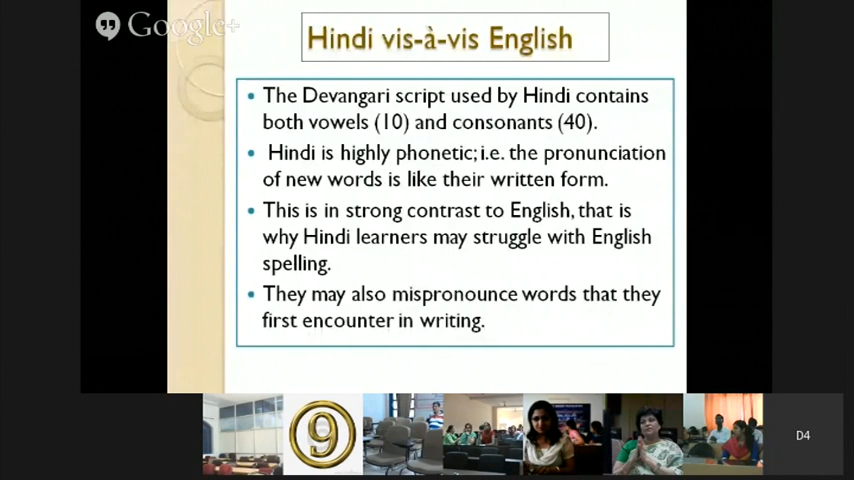 Google+
Hindi vis-à-vis English
• The Devangari script used by Hindi contains
both vowels (10) and consonants (40).
• Hindi is highly phonetic; i.e. the pronunciation
of new words is like their written form.
• This is in strong contrast to English, that is
why Hindi learners may struggle with English
spelling.
• They may also mispronounce words that they
first encounter in writing.
9
D4